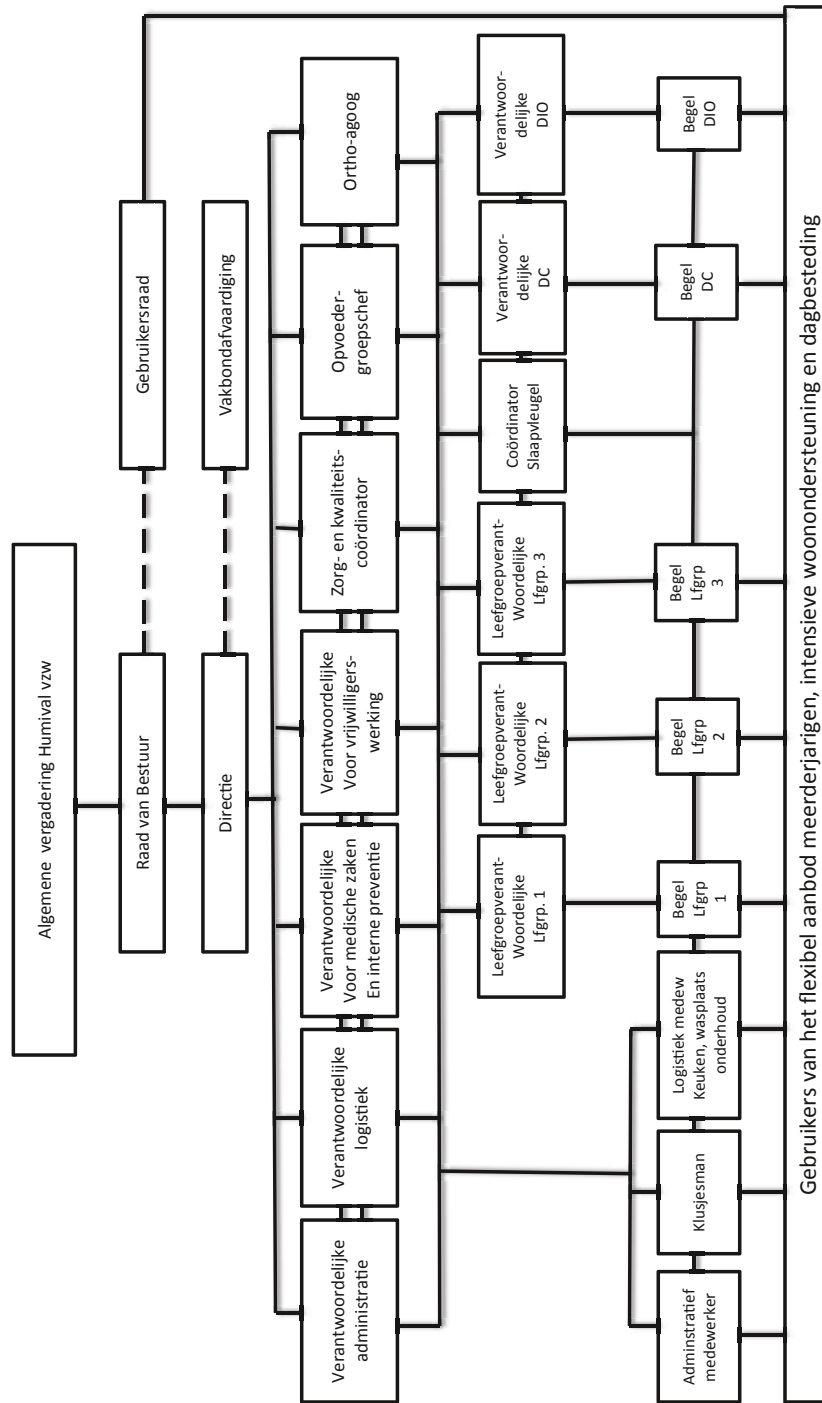 Algemene vergadering Humival vzw
Raad van Bestuur
Gebruikersraad
Directie
Vakbondafvaardiging
Verantwoordelijke
administratie
Verantwoordelijke
logistiek
Verantwoordelijke
Voor medische zaken
En interne preventie
Verantwoordelijke
Voor vrijwilligers-
werking
Zorg- en kwaliteits-
coördinator
Opvoeder-
groepschef
Ortho-agoog
Leefgroepverant-
Woordelijke
Lfgrp. 1
Leefgroepverant-
Woordelijke
Lfgrp. 2
Leefgroepverant-
Woordelijke
Lfgrp. 3
Coördinator
Slaapvleugel
Verantwoor-
delijke
DC
Verantwoor-
delijke
DIO
Adminstratief
medewerker
Klusjesman
Logistiek medew
Keuken, wasplaats
onderhoud
Begel
Lfgrp
1
Begel
Lfgrp
2
Begel
Lfgrp
3
Begel
DC
Begel
DIO
Gebruikers van het flexibel aanbod meerderjarigen, intensieve woonondersteuning en dagbesteding